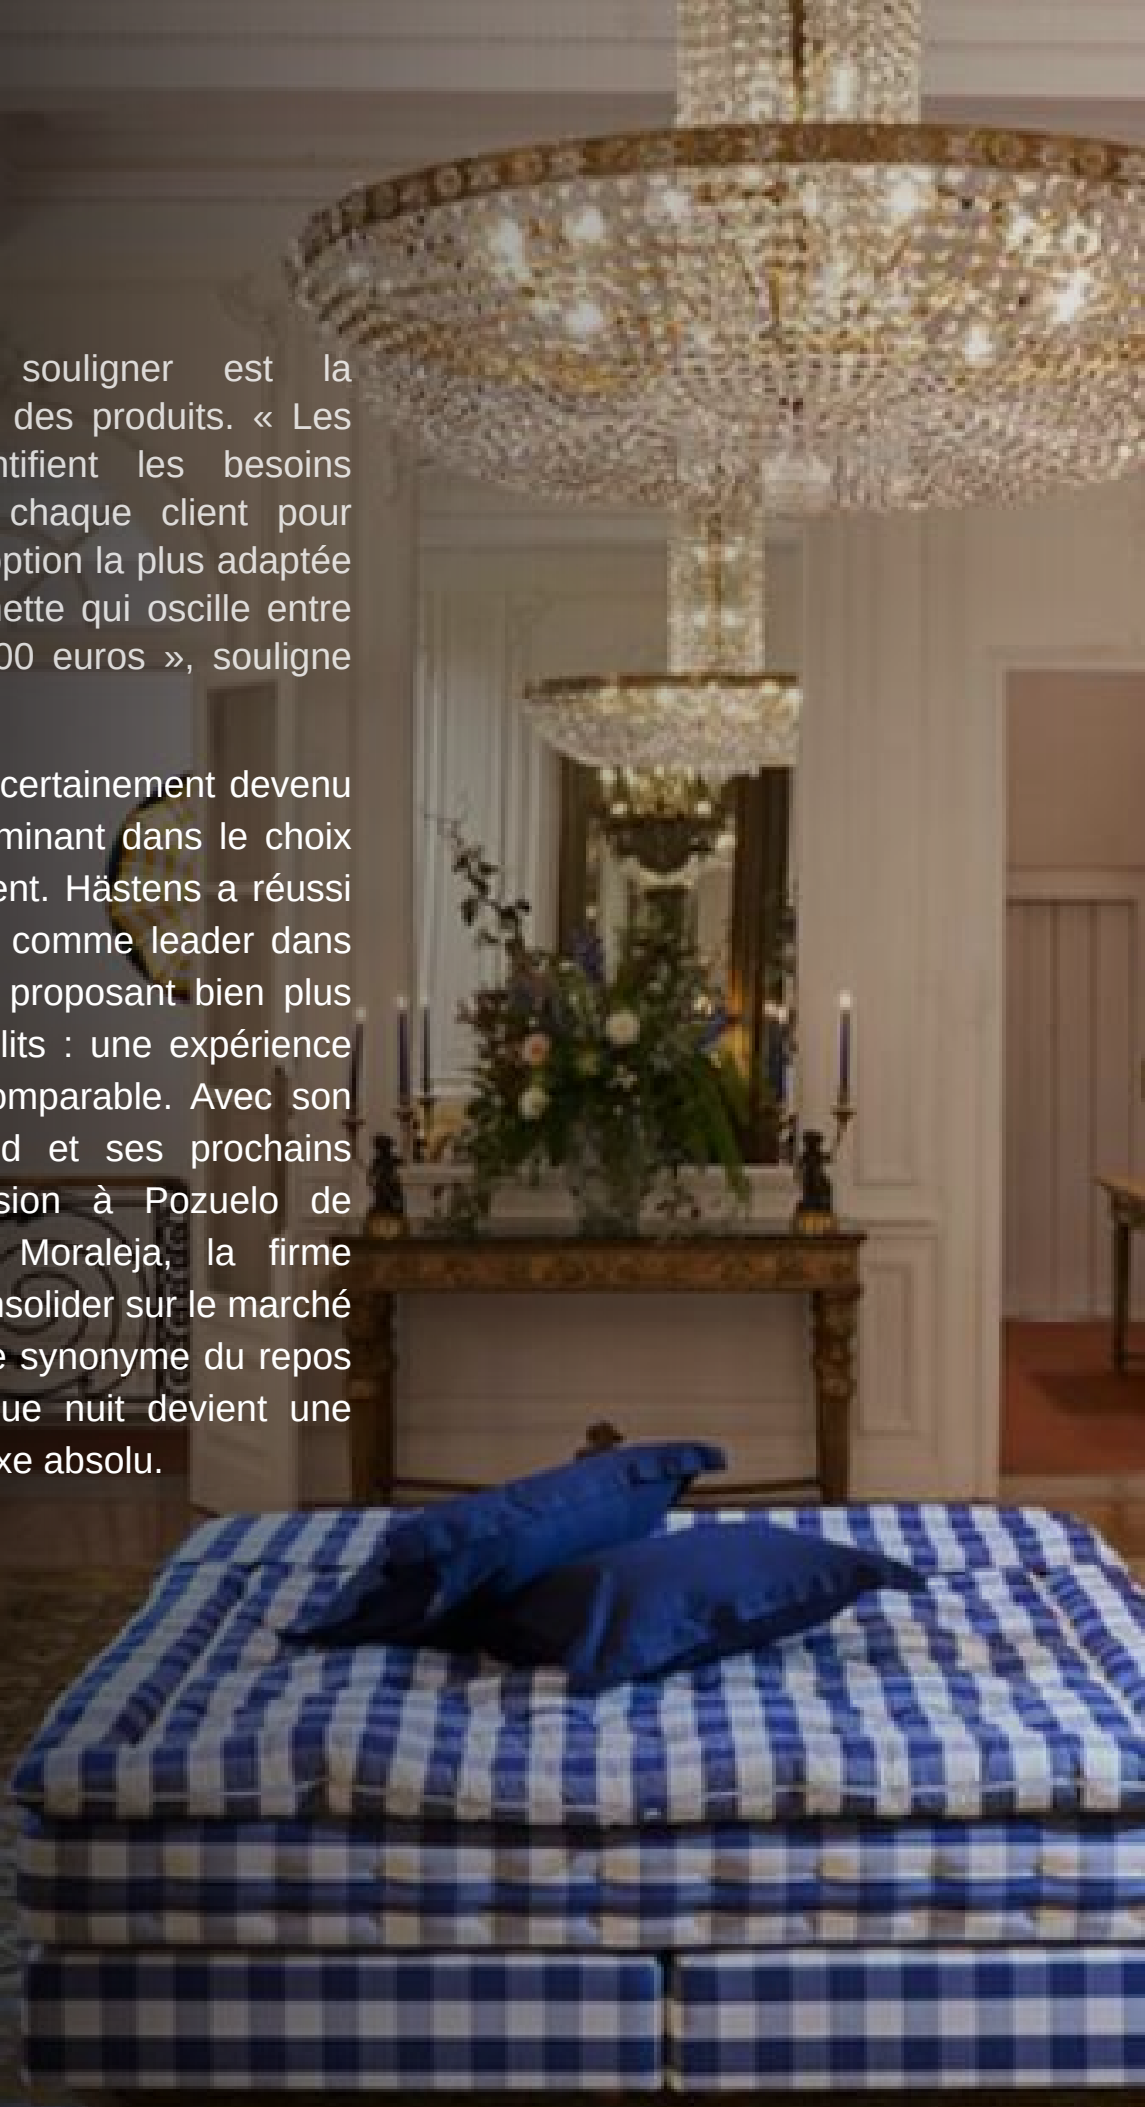 souligner est la
des produits. « Les
ntifient les besoins
chaque client pour
option la plus adaptée
ette qui oscille entre
00 euros », souligne
certainement devenu
minant dans le choix
ent. Hästens a réussi
comme leader dans
proposant bien plus
lits : une expérience
omparable. Avec son
d et ses prochains
sion à Pozuelo de
Moraleja, la firme
nsolider sur le marché
e synonyme du repos
ue nuit devient une
xe absolu.